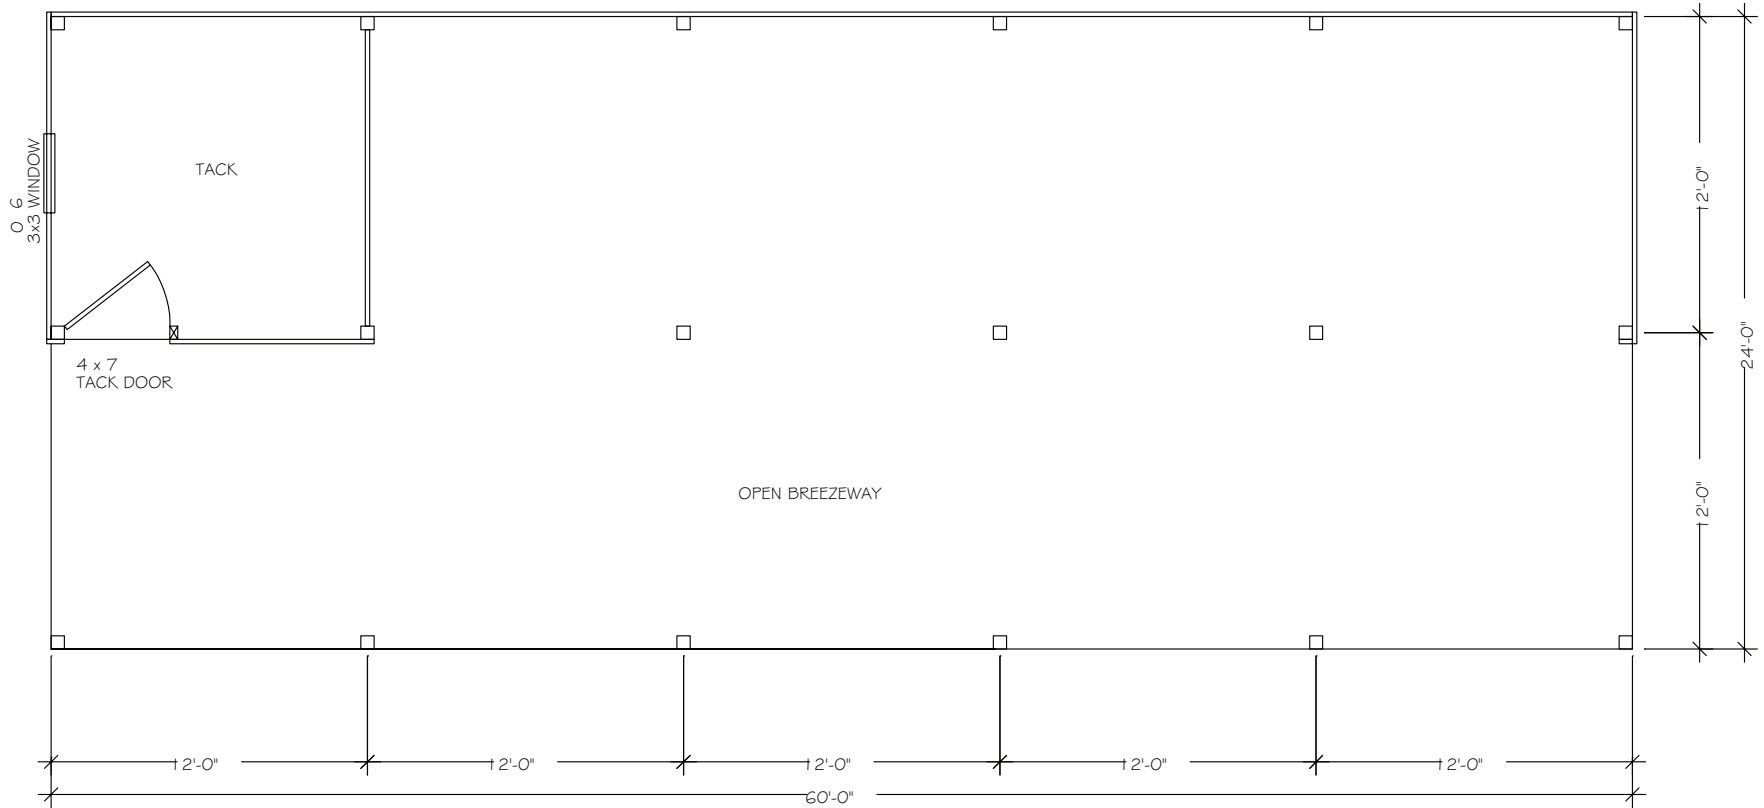 TACK
0 6
3x3 WINDOW
4 x 7
TACK DOOR
OPEN BREEZEWAY
12'-0"
12'-0"
24'-0"
12'-0"
12'-0"
12'-0"
12'-0"
12'-0"
60'-0"